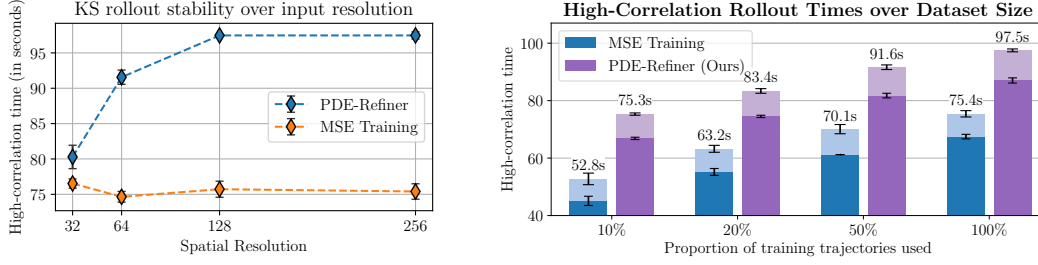 KS rollout stability over input resolution
High-correlation time (in seconds)
95
90
85
80
75
PDE-Refiner
MSE Training
32
64
128
256
Spatial Resolution
High-Correlation Rollout Times over Dataset Size
High-correlation time
100
80
60
40
MSE Training
PDE-Refiner (Ours)
52.8s
75.3s
63.2s
83.4s
70.1s
91.6s
75.4s
97.5s
10%
20%
50%
100%
Proportion of training trajectories used